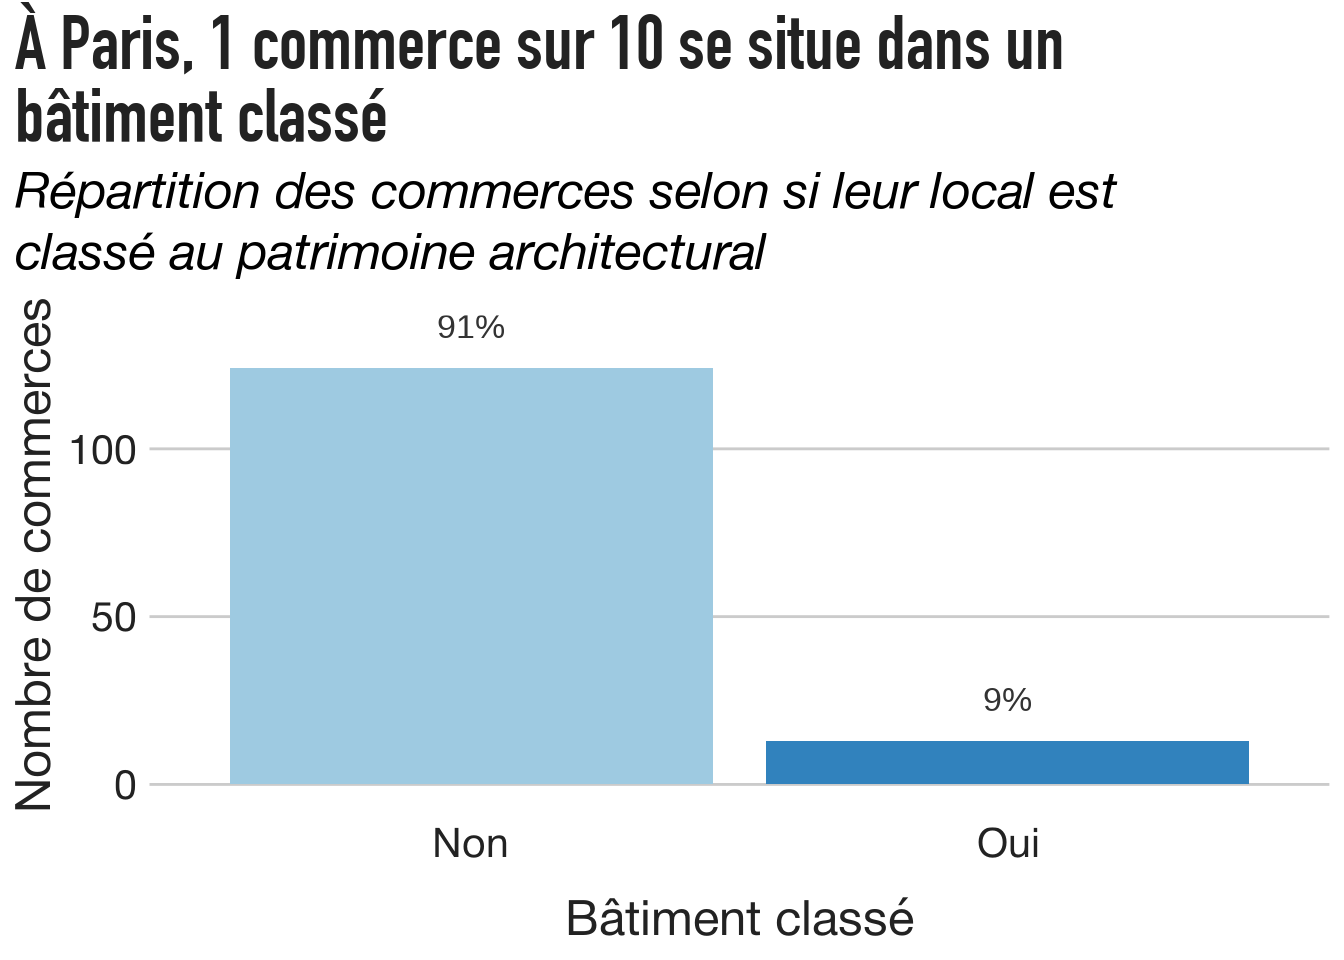 À Paris, 1 commerce sur 10 se situe dans un
bâtiment classé
Répartition des commerces selon si leur local est
classé au patrimoine architectural
Nombre de commerces
91%
100
50
9%
0
Non
Oui
Bâtiment classé